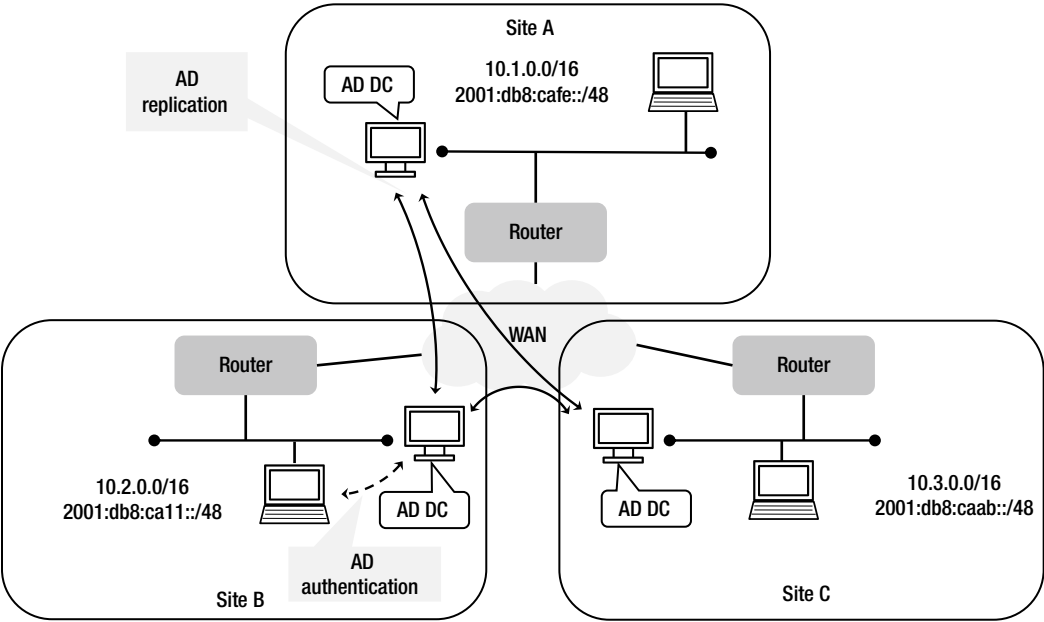 Site A
10.1.0.0/16
2001:db8:cafe::/48
AD
replication
AD DC
Router
WAN
Router
Router
10.2.0.0/16
2001:db8:ca11::/48
AD DC
AD
authentication
Site B
AD DC
10.3.0.0/16
2001:db8:caab::/48
Site C